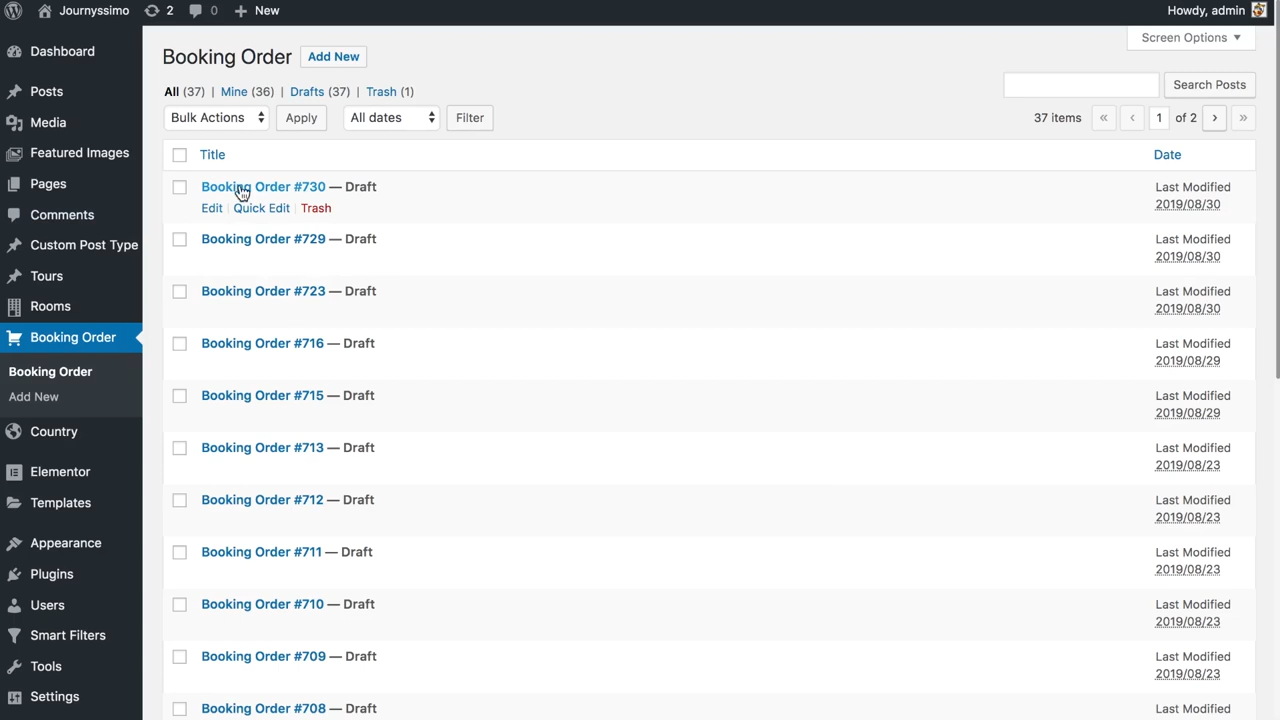 Journyssimo 2 0 New Howdy, admin
Dashboard
Posts
Media
Featured Images
Pages
Comments
Custom Post Type
Tours
Rooms
Booking Order
Booking Order
Add New
Country
Elementor
Templates
Appearance
Plugins
Users
Smart Filters
Tools
Settings
Screen Options
Booking Order Add New
All (37) | Mine (36) | Drafts (37) | Trash (1)
Search Posts
Bulk Actions Apply All dates Filter 37 items « ‹ 1 of 2 › »
Title Date
Booking Order #730 — Draft Last Modified
Edit | Quick Edit | Trash 2019/08/30
Booking Order #729 — Draft Last Modified
2019/08/30
Booking Order #723 — Draft Last Modified
2019/08/30
Booking Order #716 — Draft Last Modified
2019/08/29
Booking Order #715 — Draft Last Modified
2019/08/29
Booking Order #713 — Draft Last Modified
2019/08/23
Booking Order #712 — Draft Last Modified
2019/08/23
Booking Order #711 — Draft Last Modified
2019/08/23
Booking Order #710 — Draft Last Modified
2019/08/23
Booking Order #709 — Draft Last Modified
2019/08/23
Booking Order #708 — Draft Last Modified